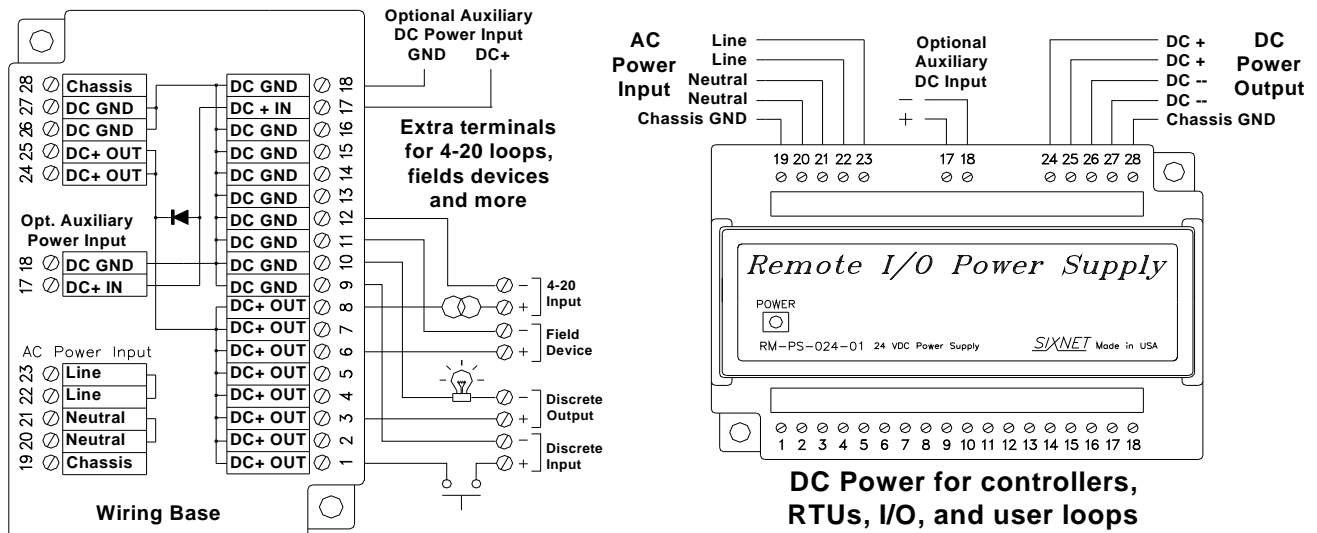 Optional Auxiliary
DC Power Input
GND DC+
28 Chassis
27 DC GND
26 DC GND
25 DC+ OUT
24 DC+ OUT
Opt. Auxiliary
Power Input
18 DC GND
17 DC+ IN
AC Power Input
23 Line
22 Line
21 Neutral
20 Neutral
19 Chassis
Wiring Base
DC GND 18
DC + IN 17
DC GND 16
DC GND 15
DC GND 14
DC GND 13
DC GND 12
DC GND 11
DC GND 10
DC GND 9
DC+ OUT 8
DC+ OUT 7
DC+ OUT 6
DC+ OUT 5
DC+ OUT 4
DC+ OUT 3
DC+ OUT 2
DC+ OUT 1
Extra terminals
for 4-20 loops,
fields devices
and more
- 4-20
+ Input
- Field
+ Device
- Discrete
+ Output
- Discrete
+ Input
AC
Power
Input
Line
Line
Neutral
Neutral
Chassis GND
Optional
Auxiliary
DC Input
−
+
DC +
DC +
DC --
DC --
Chassis GND
DC
Power
Output
19 20 21 22 23 17 18 24 25 26 27 28
Remote I/O Power Supply
POWER
RM-PS-024-01 24 VDC Power Supply SIXNET Made in USA
1 2 3 4 5 6 7 8 9 10 11 12 13 14 15 16 17 18
DC Power for controllers,
RTUs, I/O, and user loops